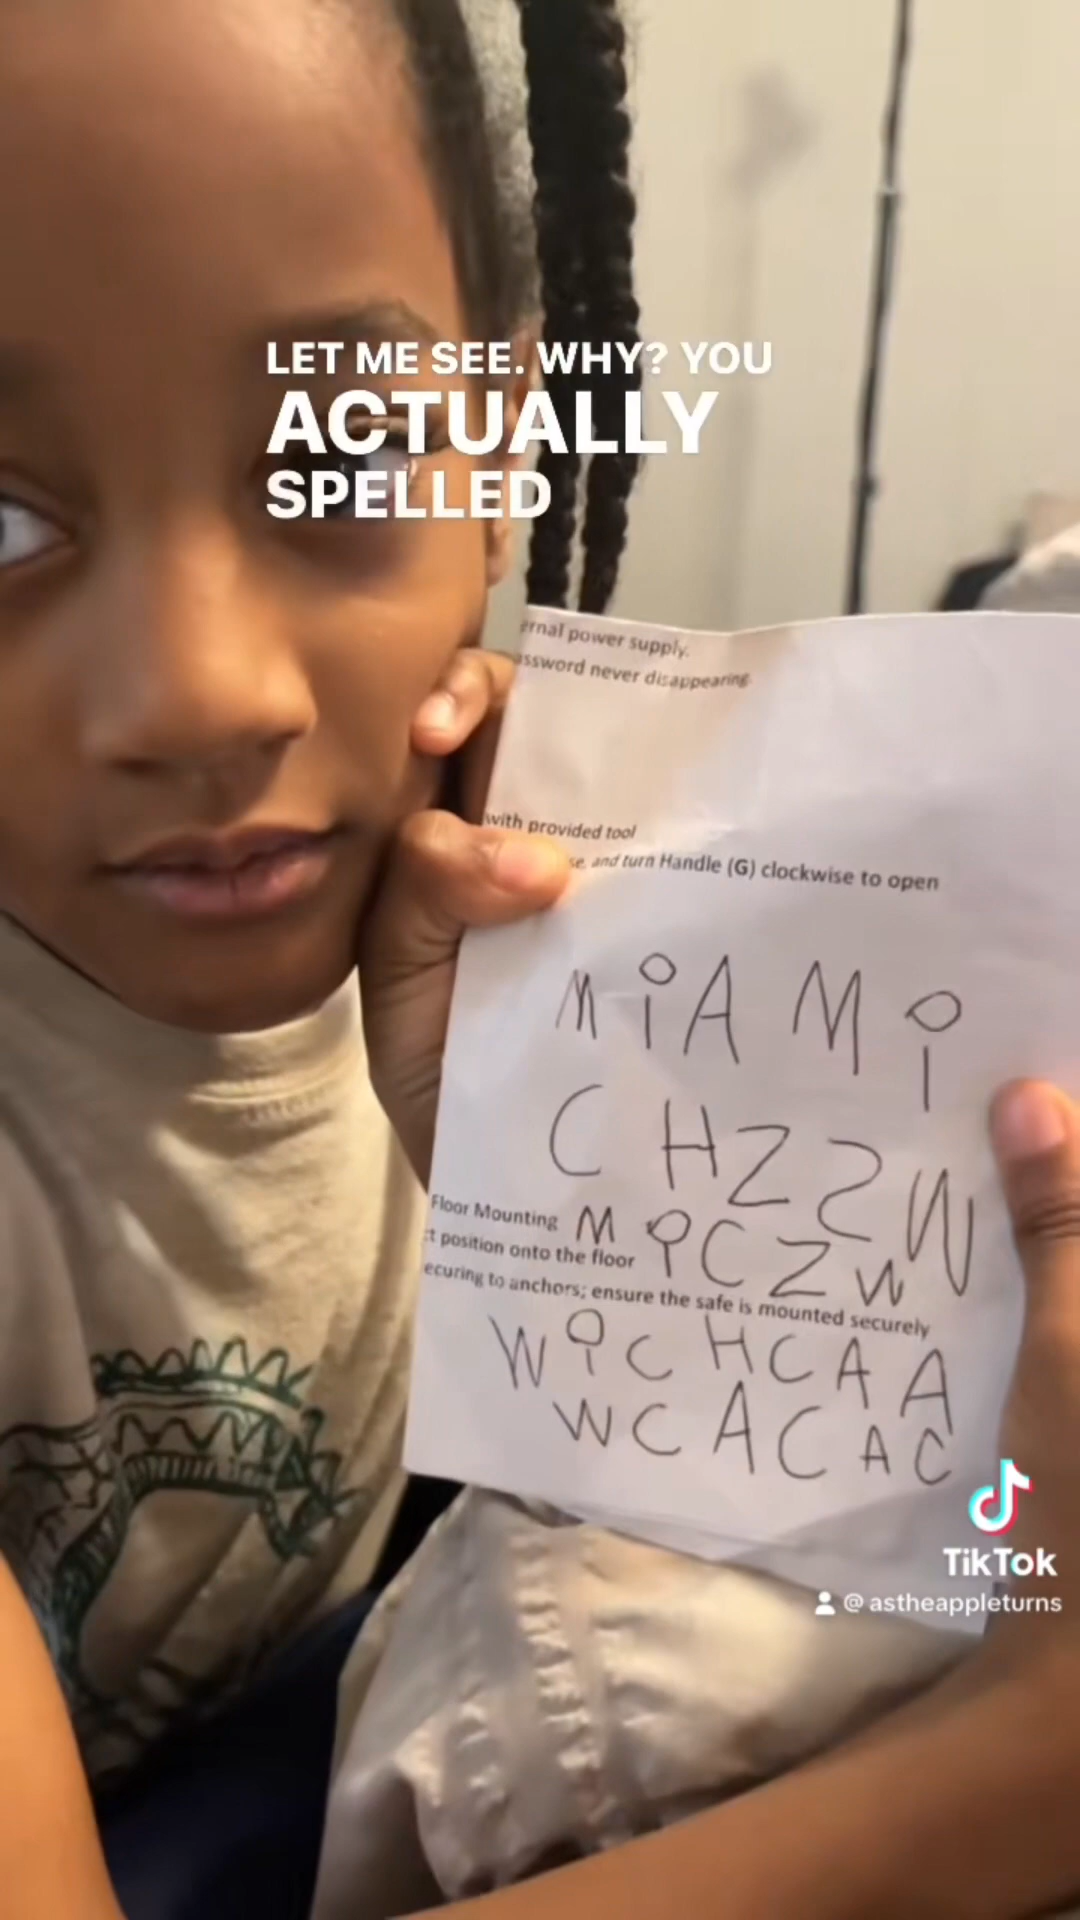 LET ME SEE. WHY? YOU
ACTUALLY
SPELLED
ernal power supply.
assword never disappearing.
with provided tool
se, and turn Handle (G) clockwise to open
MiAMi
CHZZW
Floor Mounting
MiCZW
ct position onto the floor
ecuring to anchors; ensure the safe is mounted securely
WiCHCAA
WCACAC
TikTok
@astheappleturns